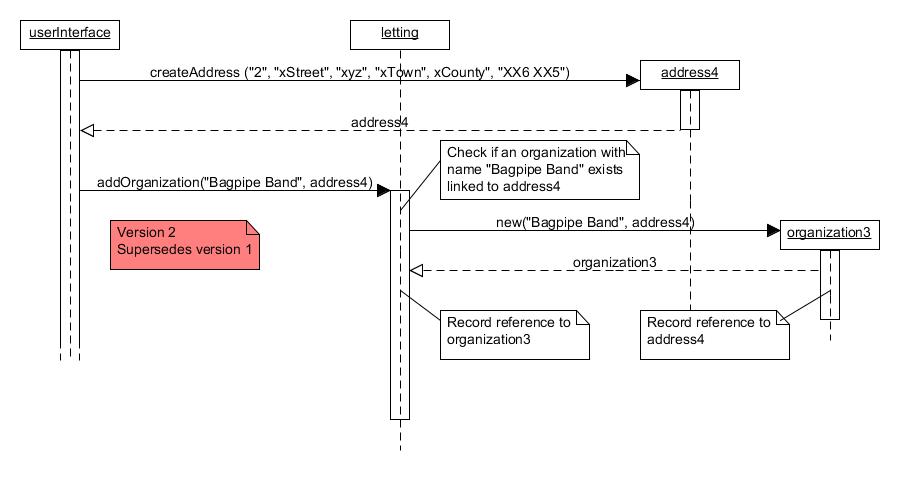 userInterface
letting
createAddress ("2", "xStreet", "xyz", "xTown", xCounty", "XX6 XX5")
address4
address4
Check if an organization with
name "Bagpipe Band" exists
linked to address4
addOrganization("Bagpipe Band", address4)
new("Bagpipe Band", address4)
organization3
Version 2
Supersedes version 1
organization3
Record reference to
organization3
Record reference to
address4